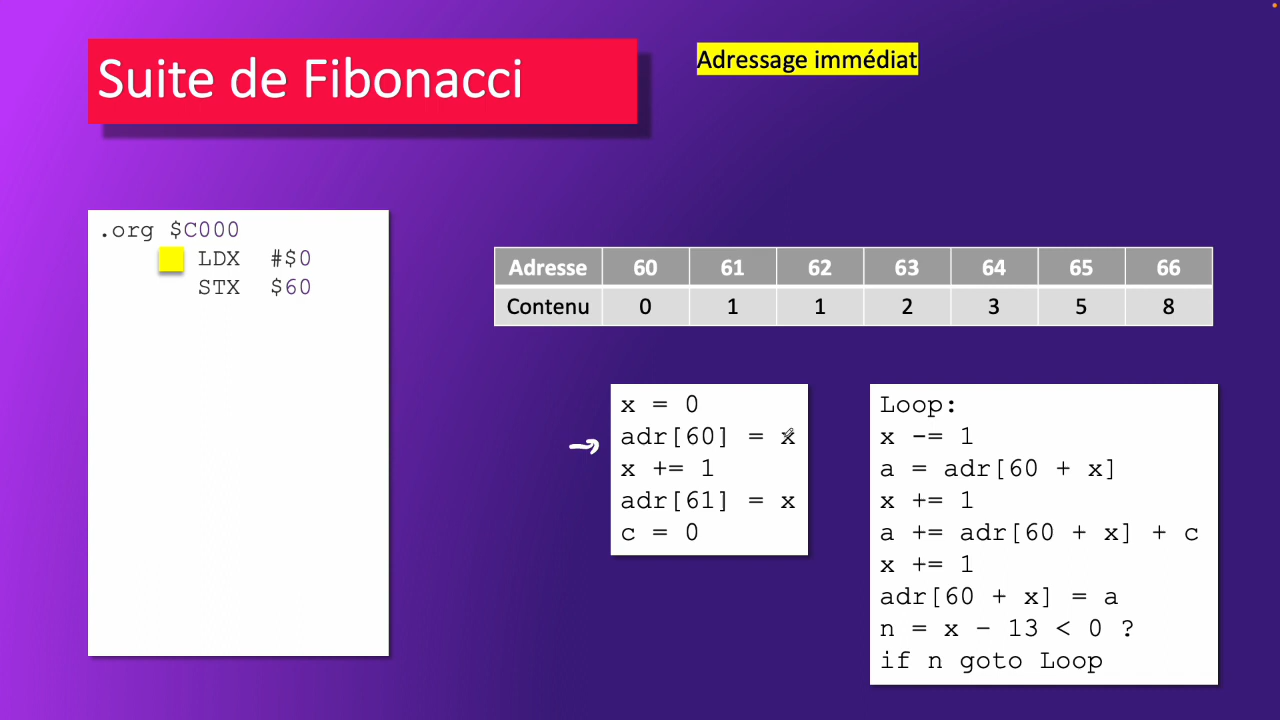 Suite de Fibonacci
Adressage immédiat
.org $C000
LDX #$0
STX $60
Adresse 60 61 62 63 64 65 66
Contenu 0 1 1 2 3 5 8
x = 0
adr[60] = x
x += 1
adr[61] = x
c = 0
Loop:
x -= 1
a = adr[60 + x]
x += 1
a += adr[60 + x] + c
x += 1
adr[60 + x] = a
n = x – 13 < 0 ?
if n goto Loop